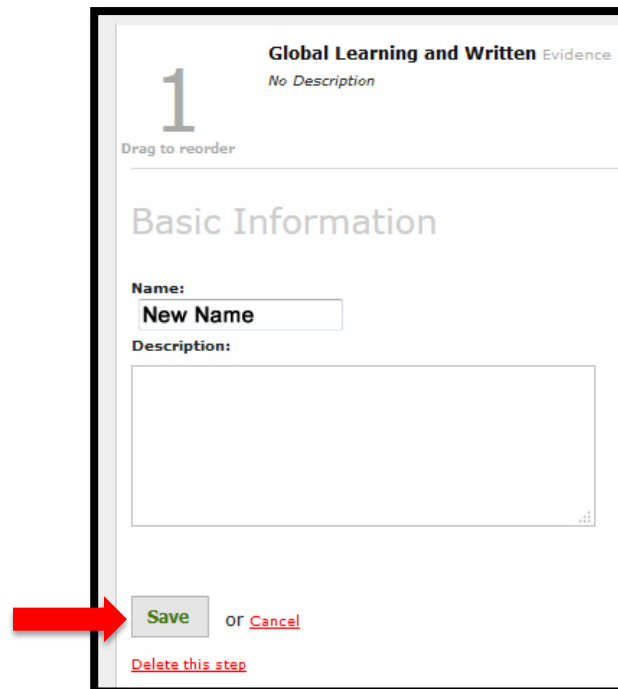 Global Learning and Written Evidence
No Description
1
Drag to reorder
Basic Information
Name:
New Name
Description:
Save or Cancel
Delete this step